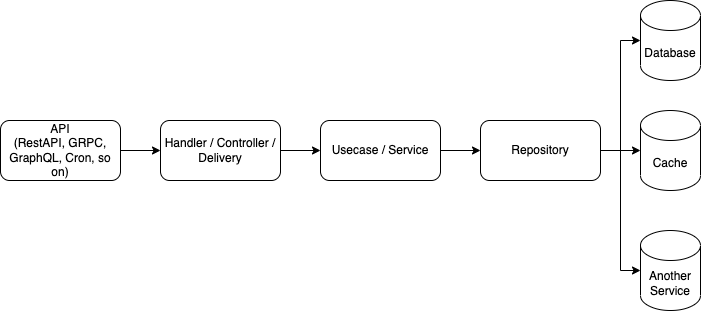 API
(RestAPI, GRPC,
GraphQL, Cron, so
on)
Handler / Controller /
Delivery
Usecase / Service
Repository
Database
Cache
Another
Service